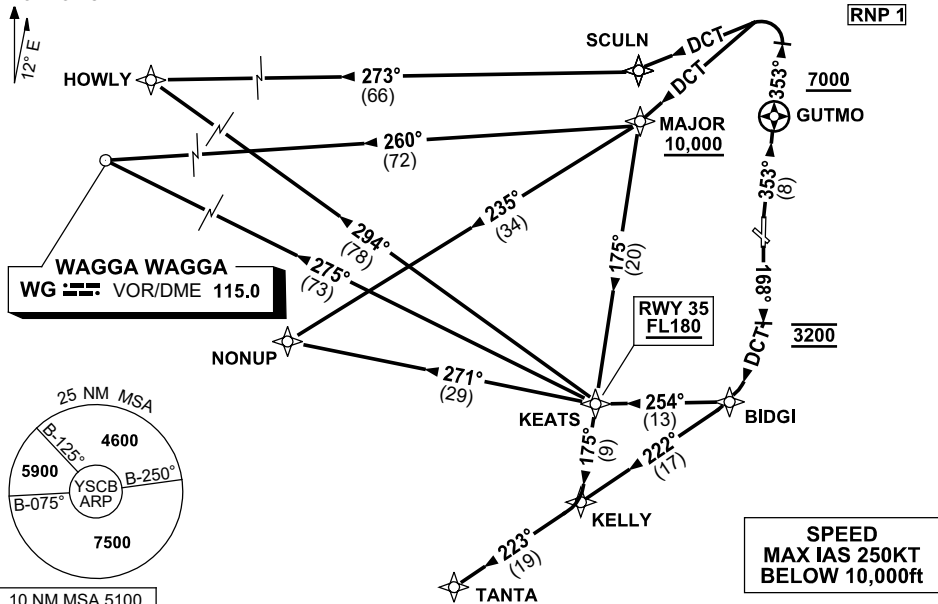 RNP 1
12° E
SCULN
DCT
HOWLY
273°
(66)
353°
7000
DCT
GUTMO
MAJOR
10,000
260°
(72)
353°
(8)
235°
(34)
294°
(78)
175°
(20)
275°
(73)
WAGGA WAGGA
WG VOR/DME 115.0
168°
RWY 35
FL180
3200
DCT
NONUP
271°
(29)
KEATS
254°
(13)
BIDGI
175°
(9)
222°
(17)
25 NM MSA
B-125°
4600
5900
YSCB
ARP
B-250°
B-075°
7500
KELLY
223°
(19)
SPEED
MAX IAS 250KT
BELOW 10,000ft
10 NM MSA 5100
TANTA